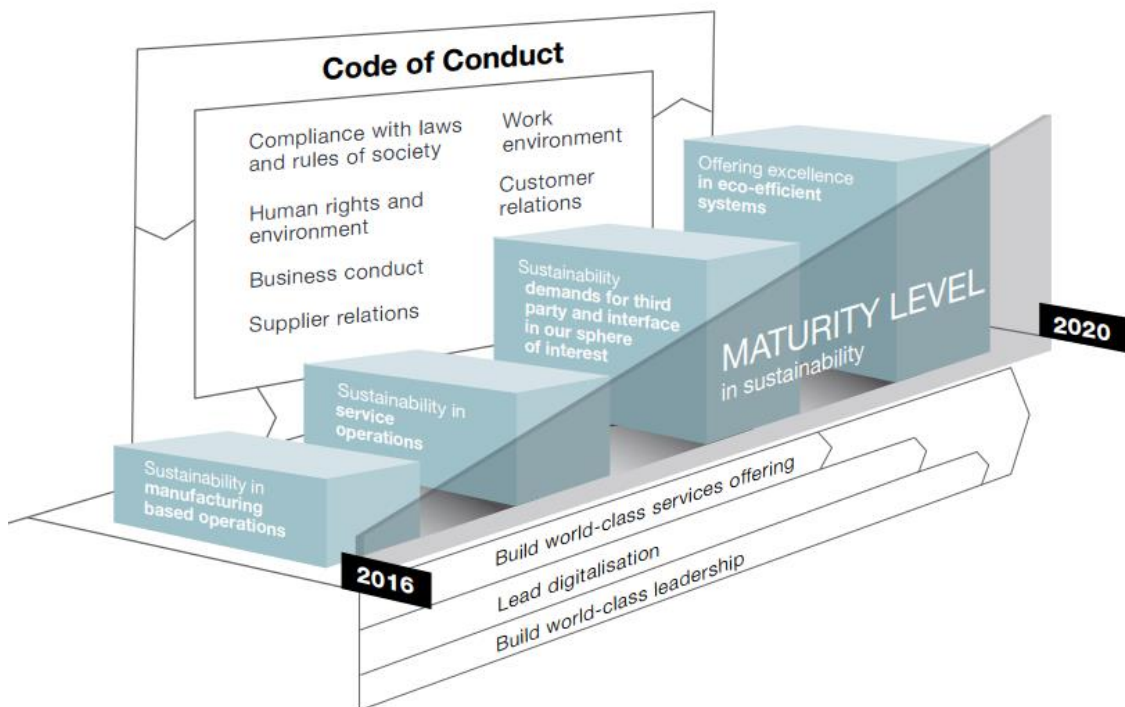 Code of Conduct
Compliance with laws
and rules of society
Human rights and
environment
Business conduct
Supplier relations
Work
environment
Customer
relations
Sustainability in
manufacturing
based operations
Sustainability in
service
operations
Sustainability
demands for third
party and interface
in our sphere
of interest
Offering excellence
in eco-efficient
systems
MATURITY LEVEL
in sustainability
2016
2020
Build world-class services offering
Lead digitalisation
Build world-class leadership